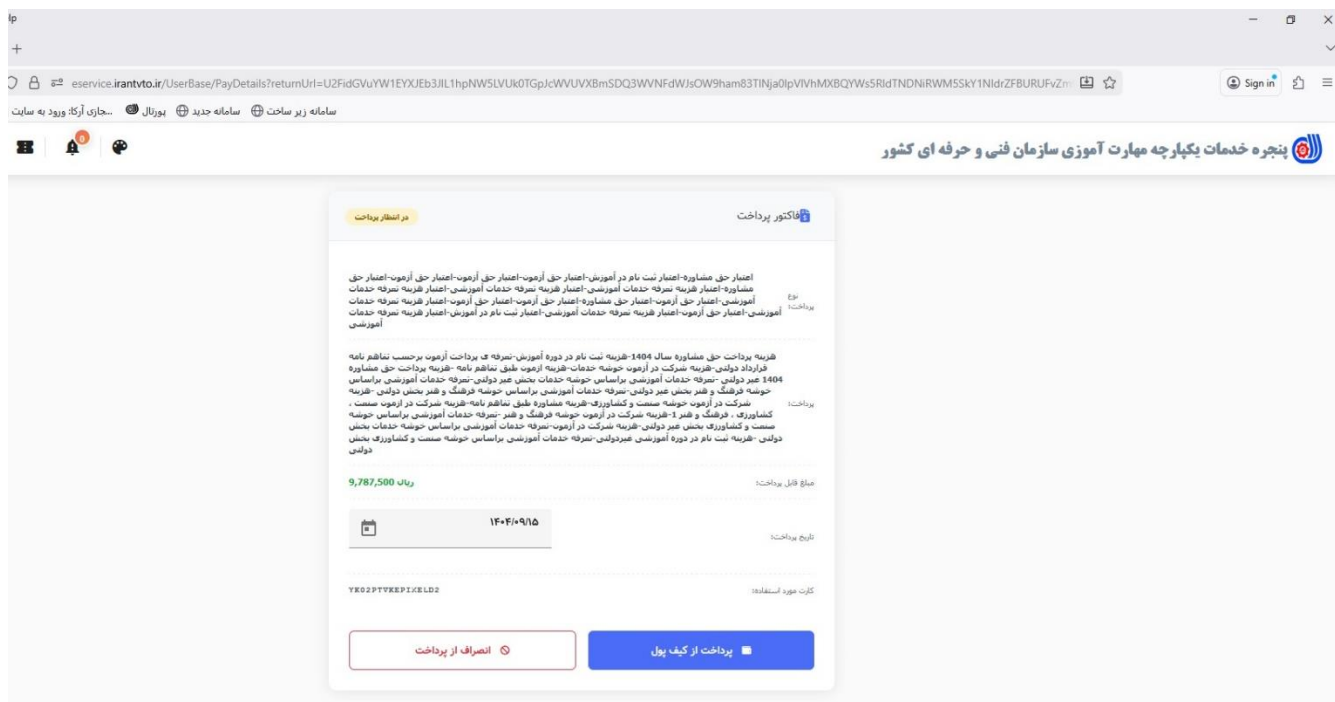 lp
eservice.irantvto.ir/UserBase/PayDetails?returnUrl=
Sign in
سامانه زیر ساخت
سامانه جدید
پورتال
...جازی آرکا: ورود به سایت
پنجره خدمات یکپارچه مهارت آموزی سازمان فنی و حرفه ای کشور
0
فاکتور پرداخت
در انتظار پرداخت
نوع پرداخت:
اعتبار حق مشاوره-اعتبار ثبت نام در آموزش-اعتبار حق آزمون-اعتبار حق آزمون-اعتبار حق آزمون-اعتبار حق
مشاوره-اعتبار هزینه تعرفه خدمات آموزشی-اعتبار هزینه تعرفه خدمات آموزشی-اعتبار هزینه تعرفه خدمات
آموزشی-اعتبار حق آزمون-اعتبار حق مشاوره-اعتبار حق آزمون-اعتبار حق آزمون-اعتبار هزینه تعرفه خدمات
آموزشی-اعتبار حق آزمون-اعتبار هزینه تعرفه خدمات آموزشی-اعتبار ثبت نام در آموزش-اعتبار هزینه تعرفه خدمات
آموزشی
پرداخت:
هزینه پرداخت حق مشاوره سال 1404-هزینه ثبت نام در دوره آموزش-تعرفه ی پرداخت آزمون برحسب تفاهم نامه
قرارداد دولتی-هزینه شرکت در آزمون خوشه خدمات-هزینه ازمون طبق تفاهم نامه -هزینه پرداخت حق مشاوره
1404 غیر دولتی -تعرفه خدمات آموزشی براساس خوشه خدمات بخش غیر دولتی-تعرفه خدمات آموزشی براساس
خوشه فرهنگ و هنر بخش غیر دولتی-تعرفه خدمات آموزشی براساس خوشه فرهنگ و هنر بخش دولتی -هزینه
شرکت در آزمون خوشه صنعت و کشاورزی-هزینه مشاوره طبق تفاهم نامه-هزینه شرکت در ازمون صنعت ،
کشاورزی ، فرهنگ و هنر 1-هزینه شرکت در آزمون خوشه فرهنگ و هنر -تعرفه خدمات آموزشی براساس خوشه
صنعت و کشاورزی بخش غیر دولتی-هزینه شرکت در آزمون-تعرفه خدمات آموزشی براساس خوشه خدمات بخش
دولتی -هزینه ثبت نام در دوره آموزشی غیردولتی-تعرفه خدمات آموزشی براساس خوشه صنعت و کشاورزی بخش
دولتی
مبلغ قابل پرداخت:
9,787,500 ریال
تاریخ پرداخت:
۱۴۰۴/۰۹/۱۵
کارت مورد استفاده:
YK02PTVKEPIXELD2
پرداخت از کیف پول
انصراف از پرداخت